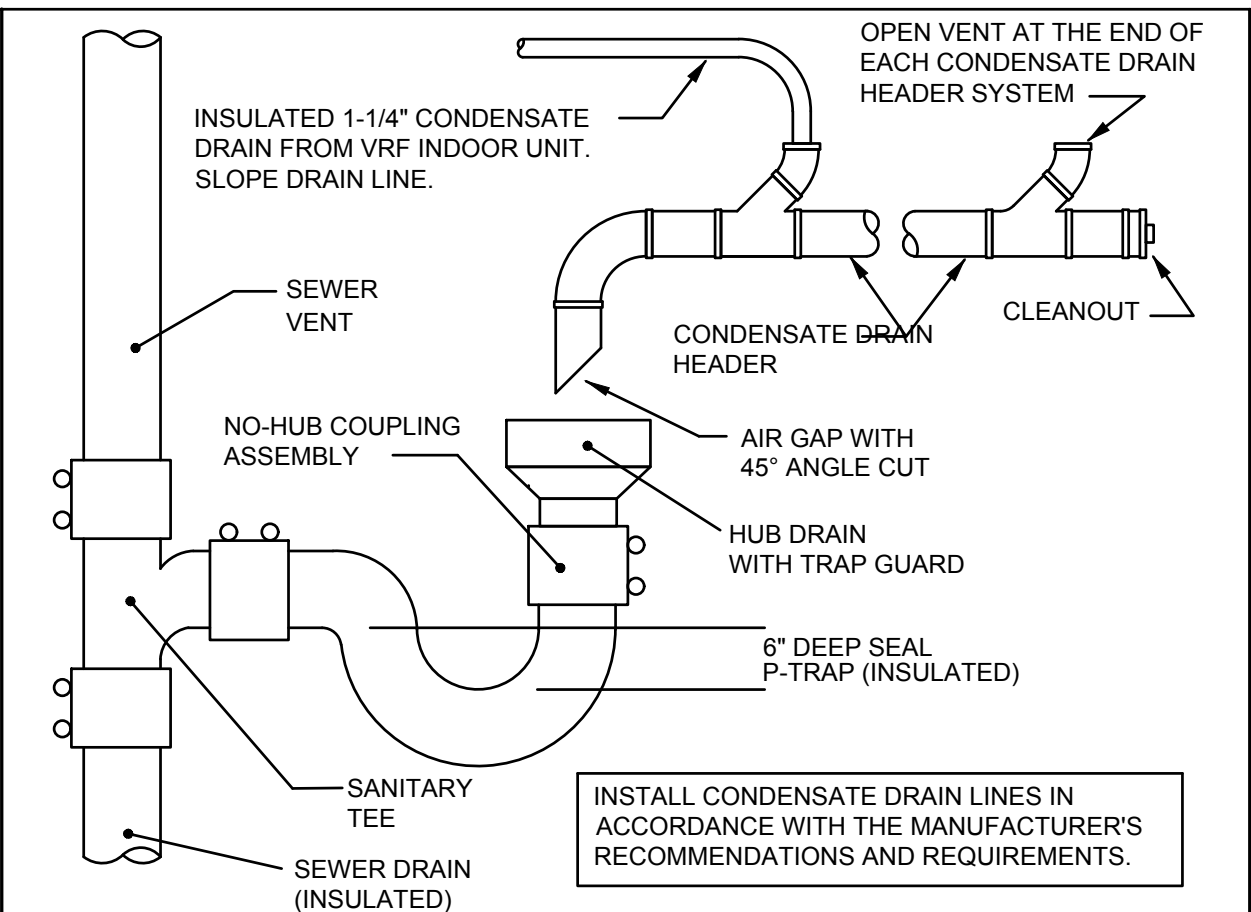 OPEN VENT AT THE END OF
EACH CONDENSATE DRAIN
HEADER SYSTEM
INSULATED 1-1/4" CONDENSATE
DRAIN FROM VRF INDOOR UNIT.
SLOPE DRAIN LINE.
SEWER
VENT
CLEANOUT
CONDENSATE DRAIN
HEADER
NO-HUB COUPLING
ASSEMBLY
AIR GAP WITH
45° ANGLE CUT
HUB DRAIN
WITH TRAP GUARD
6" DEEP SEAL
P-TRAP (INSULATED)
SANITARY
TEE
INSTALL CONDENSATE DRAIN LINES IN
ACCORDANCE WITH THE MANUFACTURER'S
RECOMMENDATIONS AND REQUIREMENTS.
SEWER DRAIN
(INSULATED)